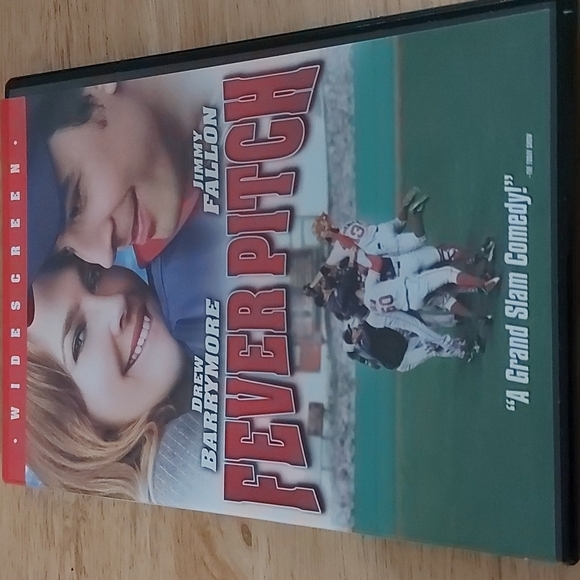 • WIDESCREEN •
DREW
BARRYMORE
JIMMY
FALLON
FEVER PITCH
"A Grand Slam Comedy!"